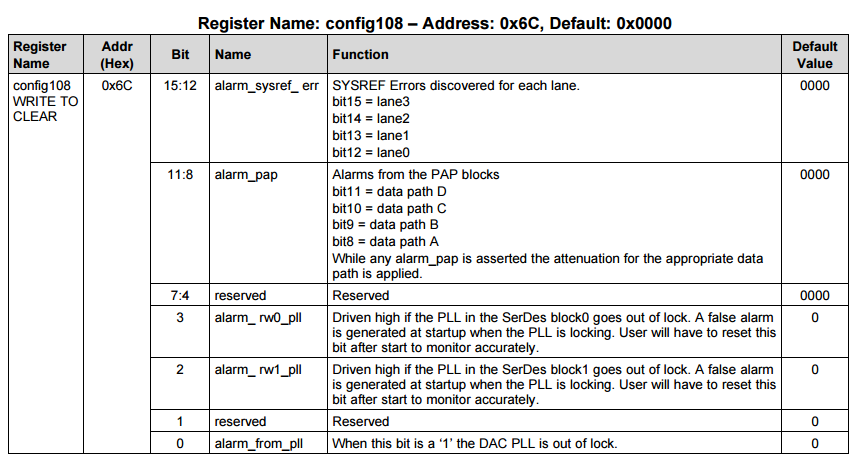 Register Name: config108 – Address: 0x6C, Default: 0x0000
Register Name Addr (Hex) Bit Name Function Default Value
config108 WRITE TO CLEAR 0x6C 15:12 alarm_sysref_ err SYSREF Errors discovered for each lane. 0000
bit15 = lane3
bit14 = lane2
bit13 = lane1
bit12 = lane0
11:8 alarm_pap Alarms from the PAP blocks 0000
bit11 = data path D
bit10 = data path C
bit9 = data path B
bit8 = data path A
While any alarm_pap is asserted the attenuation for the appropriate data
path is applied.
7:4 reserved Reserved 0000
3 alarm_ rw0_pll Driven high if the PLL in the SerDes block0 goes out of lock. A false alarm 0
is generated at startup when the PLL is locking. User will have to reset this
bit after start to monitor accurately.
2 alarm_ rw1_pll Driven high if the PLL in the SerDes block1 goes out of lock. A false alarm 0
is generated at startup when the PLL is locking. User will have to reset this
bit after start to monitor accurately.
1 reserved Reserved 0
0 alarm_from_pll When this bit is a ‘1’ the DAC PLL is out of lock. 0